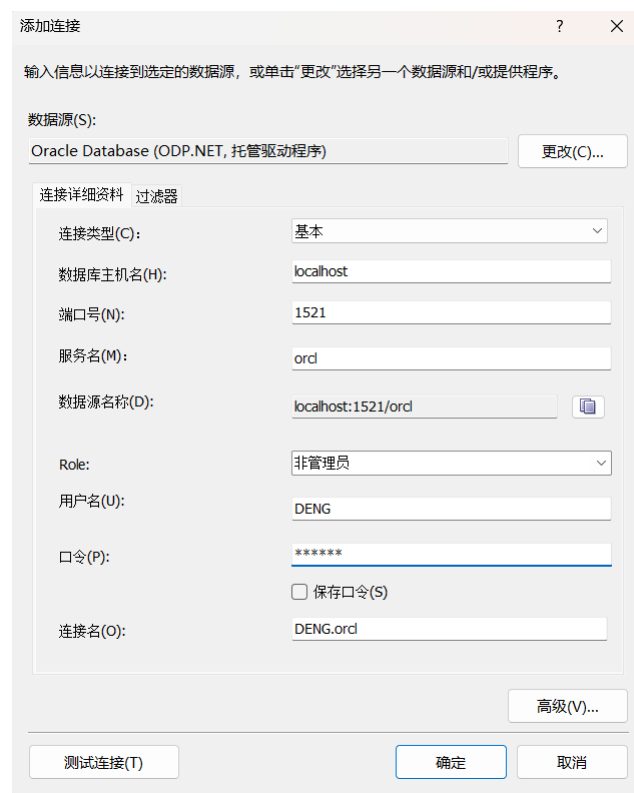 添加连接 ?
输入信息以连接到选定的数据源，或单击“更改”选择另一个数据源和/或提供程序。
数据源(S):
Oracle Database (ODP.NET, 托管驱动程序) 更改(C)...
连接详细资料 过滤器
连接类型(C): 基本
数据库主机名(H): localhost
端口号(N): 1521
服务名(M): orcl
数据源名称(D): localhost:1521/orcl
Role: 非管理员
用户名(U): DENG
口令(P): ******
保存口令(S)
连接名(O): DENG.orcl
高级(V)...
测试连接(T) 确定 取消